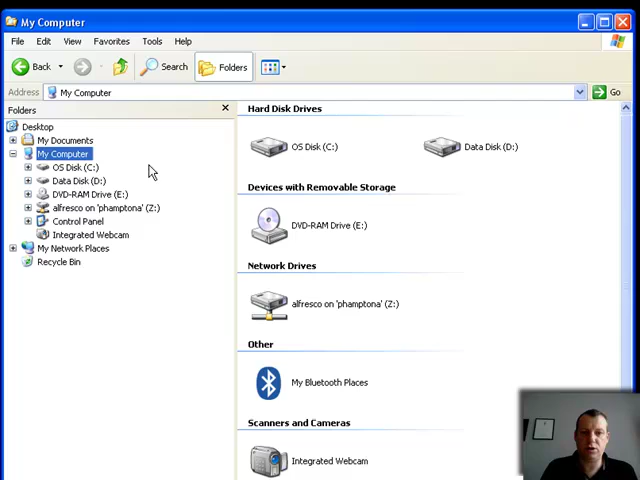 My Computer
File Edit View Favorites Tools Help
Back Search Folders
Address My Computer Go
Folders
Desktop
My Documents
My Computer
OS Disk (C:)
Data Disk (D:)
DVD-RAM Drive (E:)
alfresco on 'phamptona' (Z:)
Control Panel
Integrated Webcam
My Network Places
Recycle Bin
Hard Disk Drives
OS Disk (C:) Data Disk (D:)
Devices with Removable Storage
DVD-RAM Drive (E:)
Network Drives
alfresco on 'phamptona' (Z:)
Other
My Bluetooth Places
Scanners and Cameras
Integrated Webcam